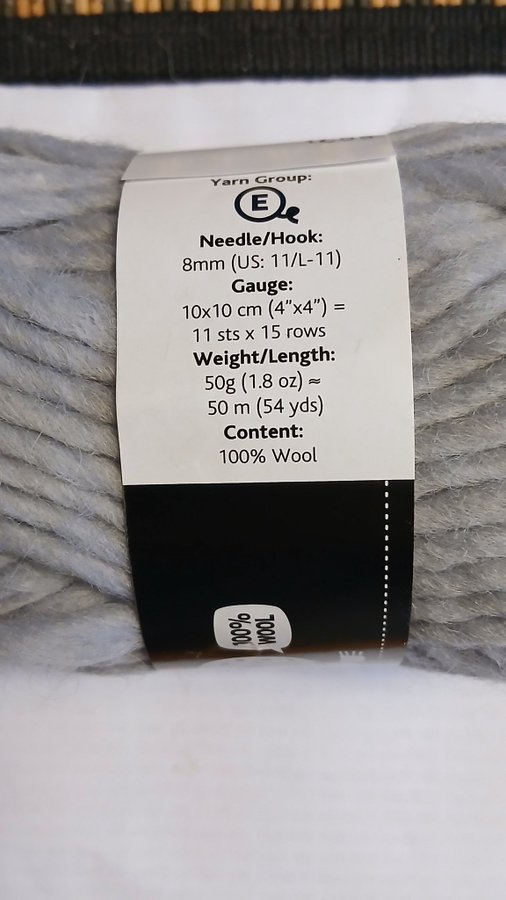 Yarn Group:
E
Needle/Hook:
8mm (US: 11/L-11)
Gauge:
10x10 cm (4”x4”) =
11 sts x 15 rows
Weight/Length:
50g (1.8 oz) ≈
50 m (54 yds)
Content:
100% Wool
100%
WOOL